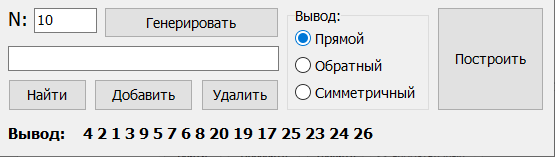 N: 10 Генерировать
Найти Добавить Удалить
Вывод:
Прямой
Обратный
Симметричный
Построить
Вывод: 4 2 1 3 9 5 7 6 8 20 19 17 25 23 24 26